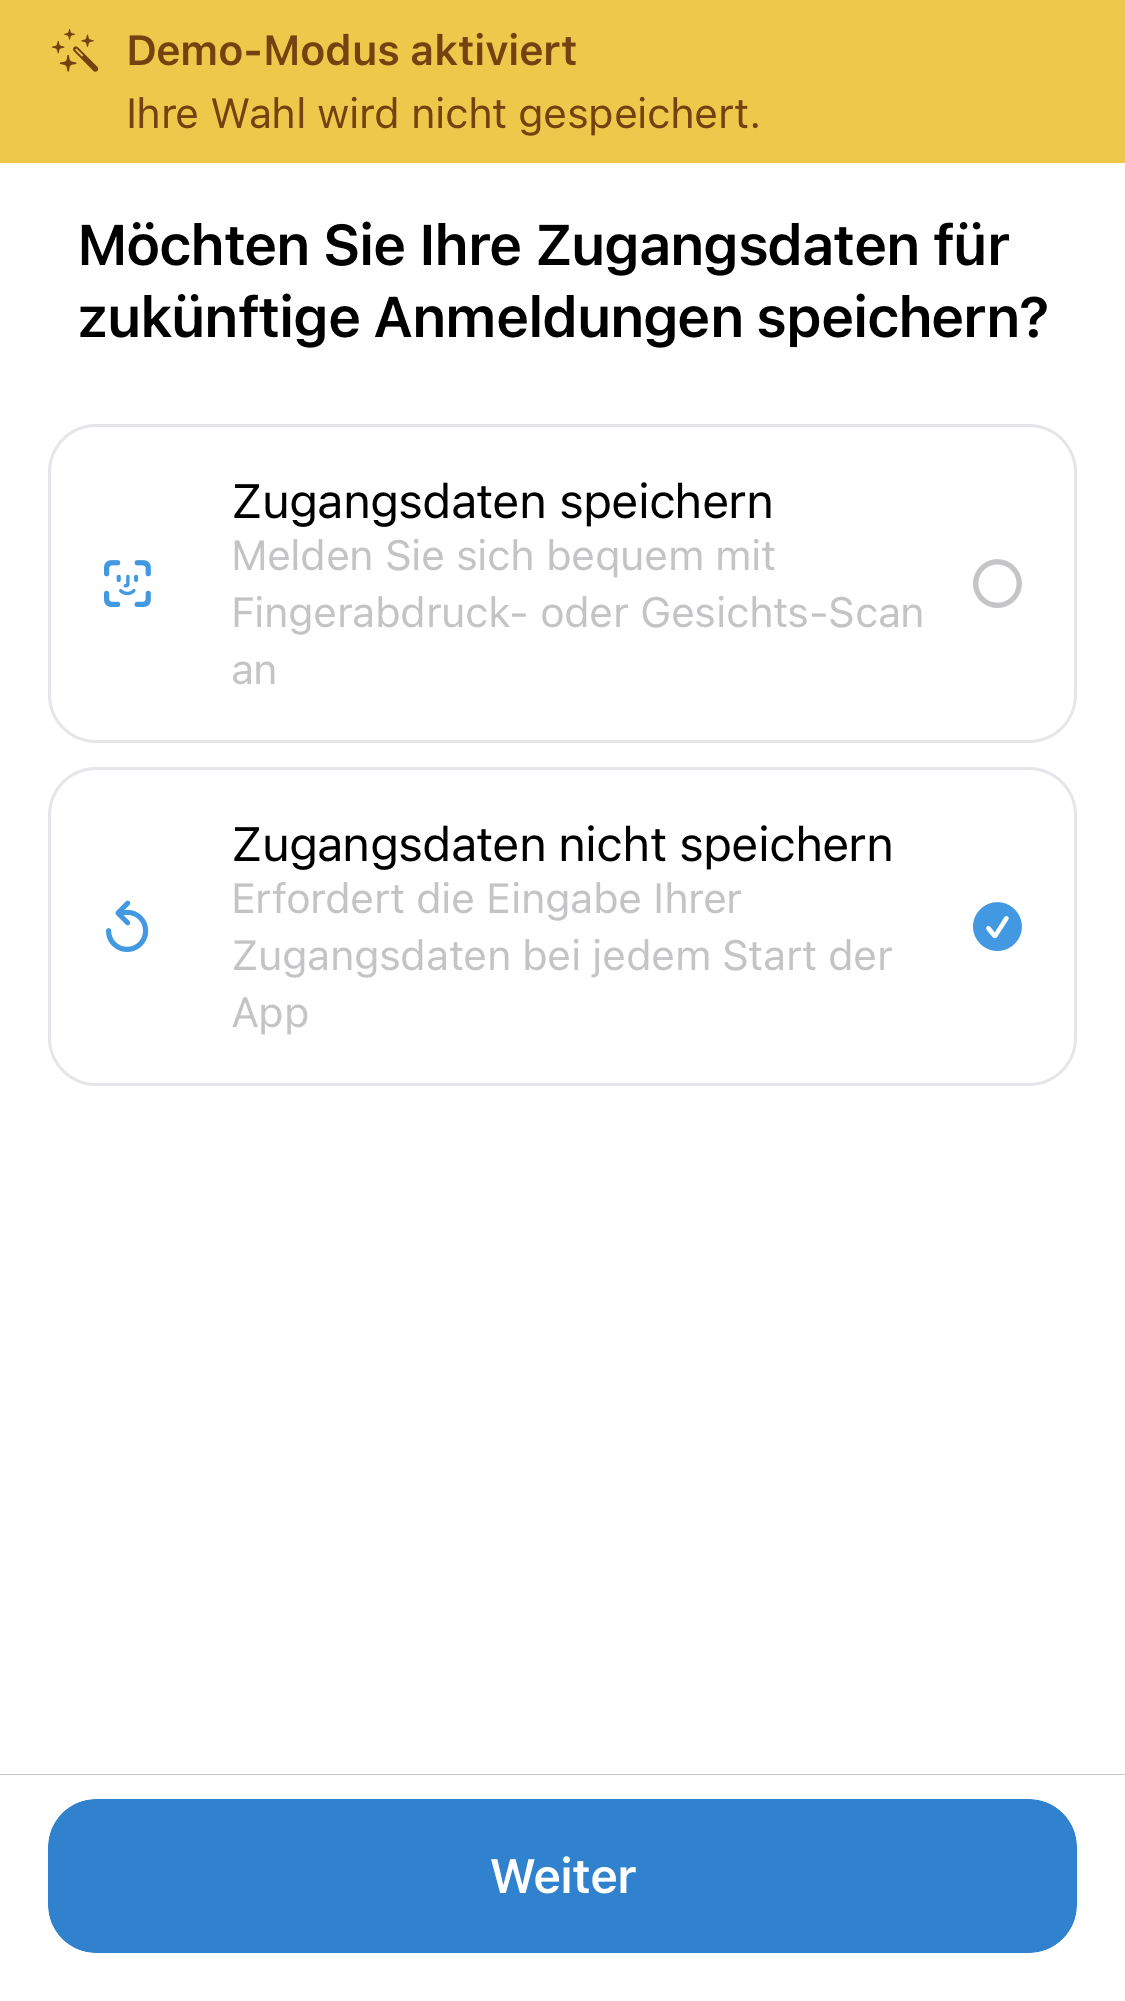 Demo-Modus aktiviert
Ihre Wahl wird nicht gespeichert.
Möchten Sie Ihre Zugangsdaten für
zukünftige Anmeldungen speichern?
Zugangsdaten speichern
Melden Sie sich bequem mit
Fingerabdruck- oder Gesichts-Scan
an
Zugangsdaten nicht speichern
Erfordert die Eingabe Ihrer
Zugangsdaten bei jedem Start der
App
Weiter